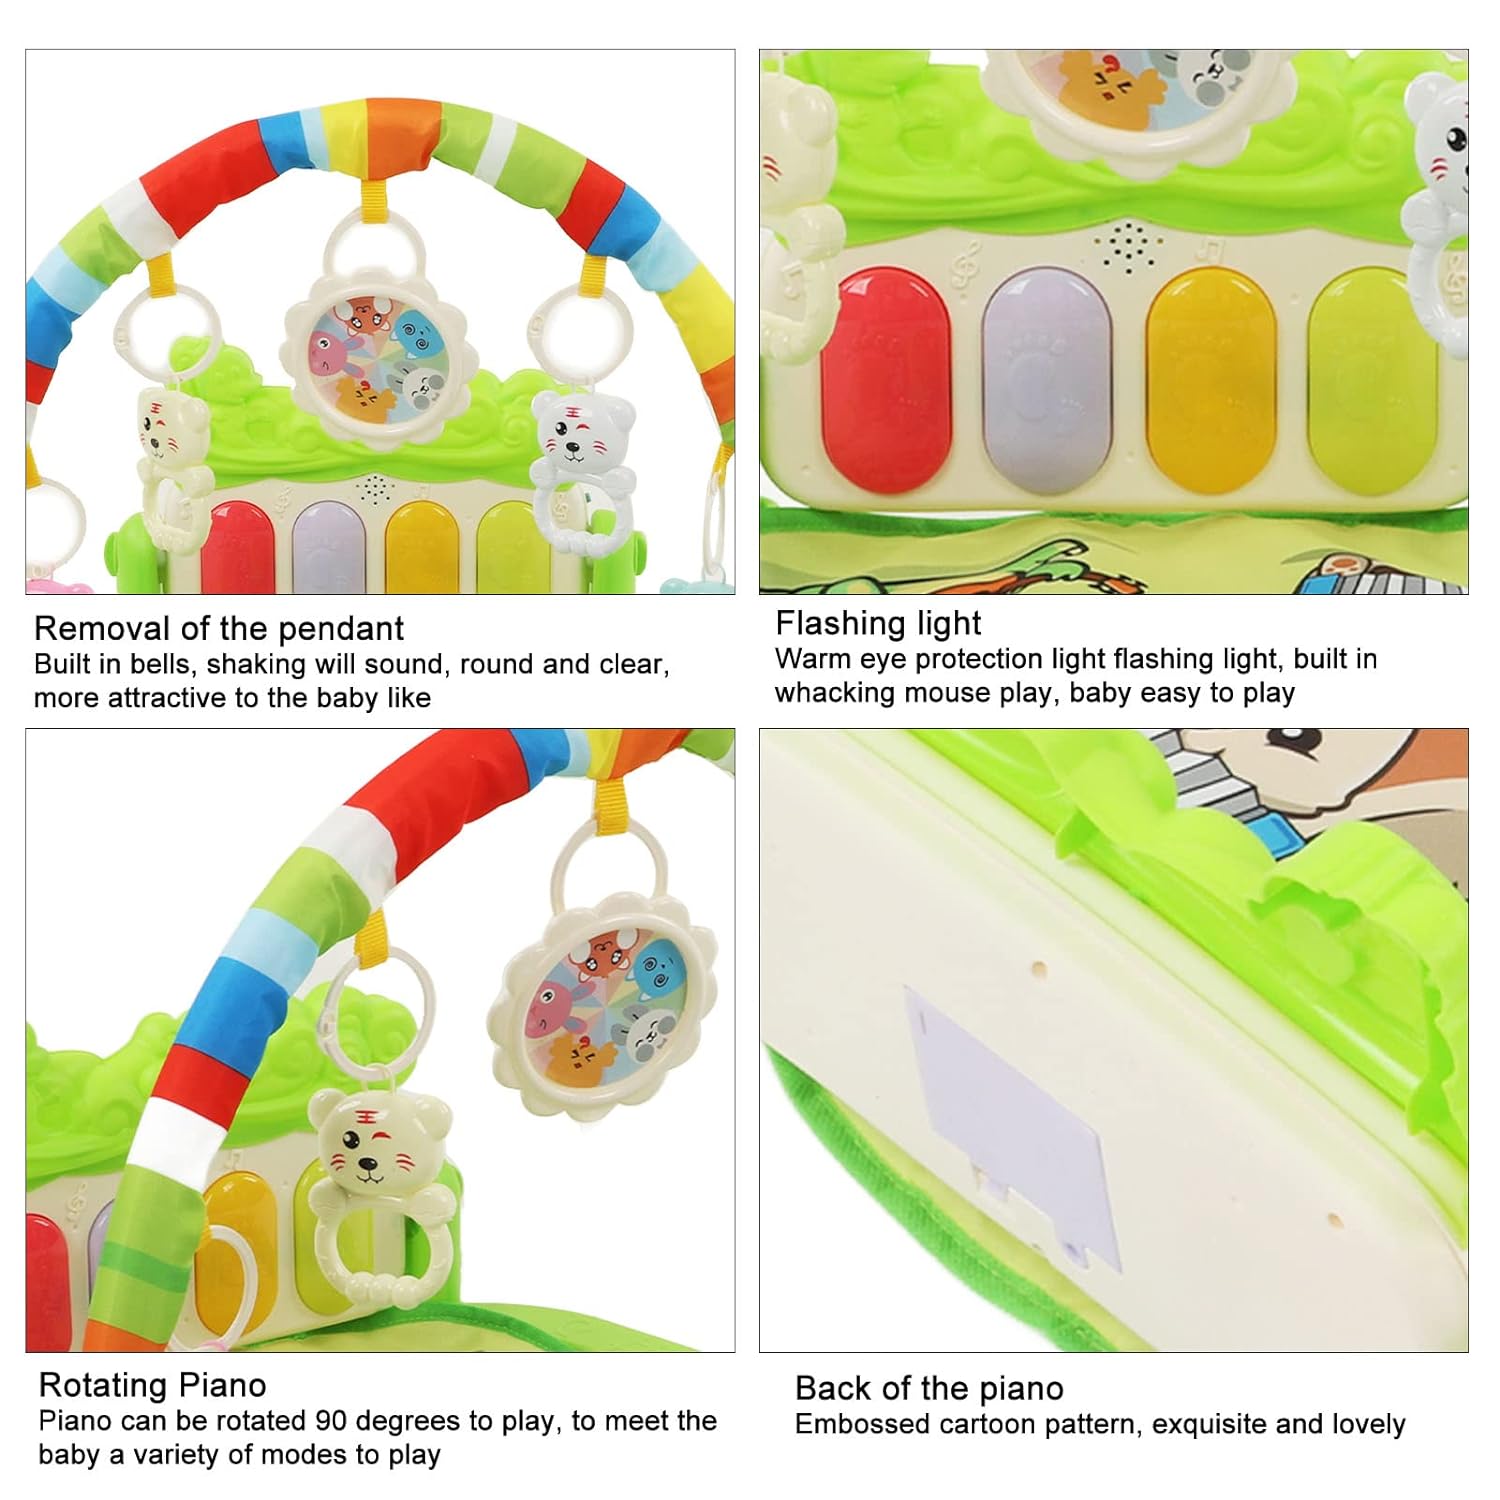 Removal of the pendant
Built in bells, shaking will sound, round and clear,
more attractive to the baby like
Flashing light
Warm eye protection light flashing light, built in
whacking mouse play, baby easy to play
Rotating Piano
Piano can be rotated 90 degrees to play, to meet the
baby a variety of modes to play
Back of the piano
Embossed cartoon pattern, exquisite and lovely